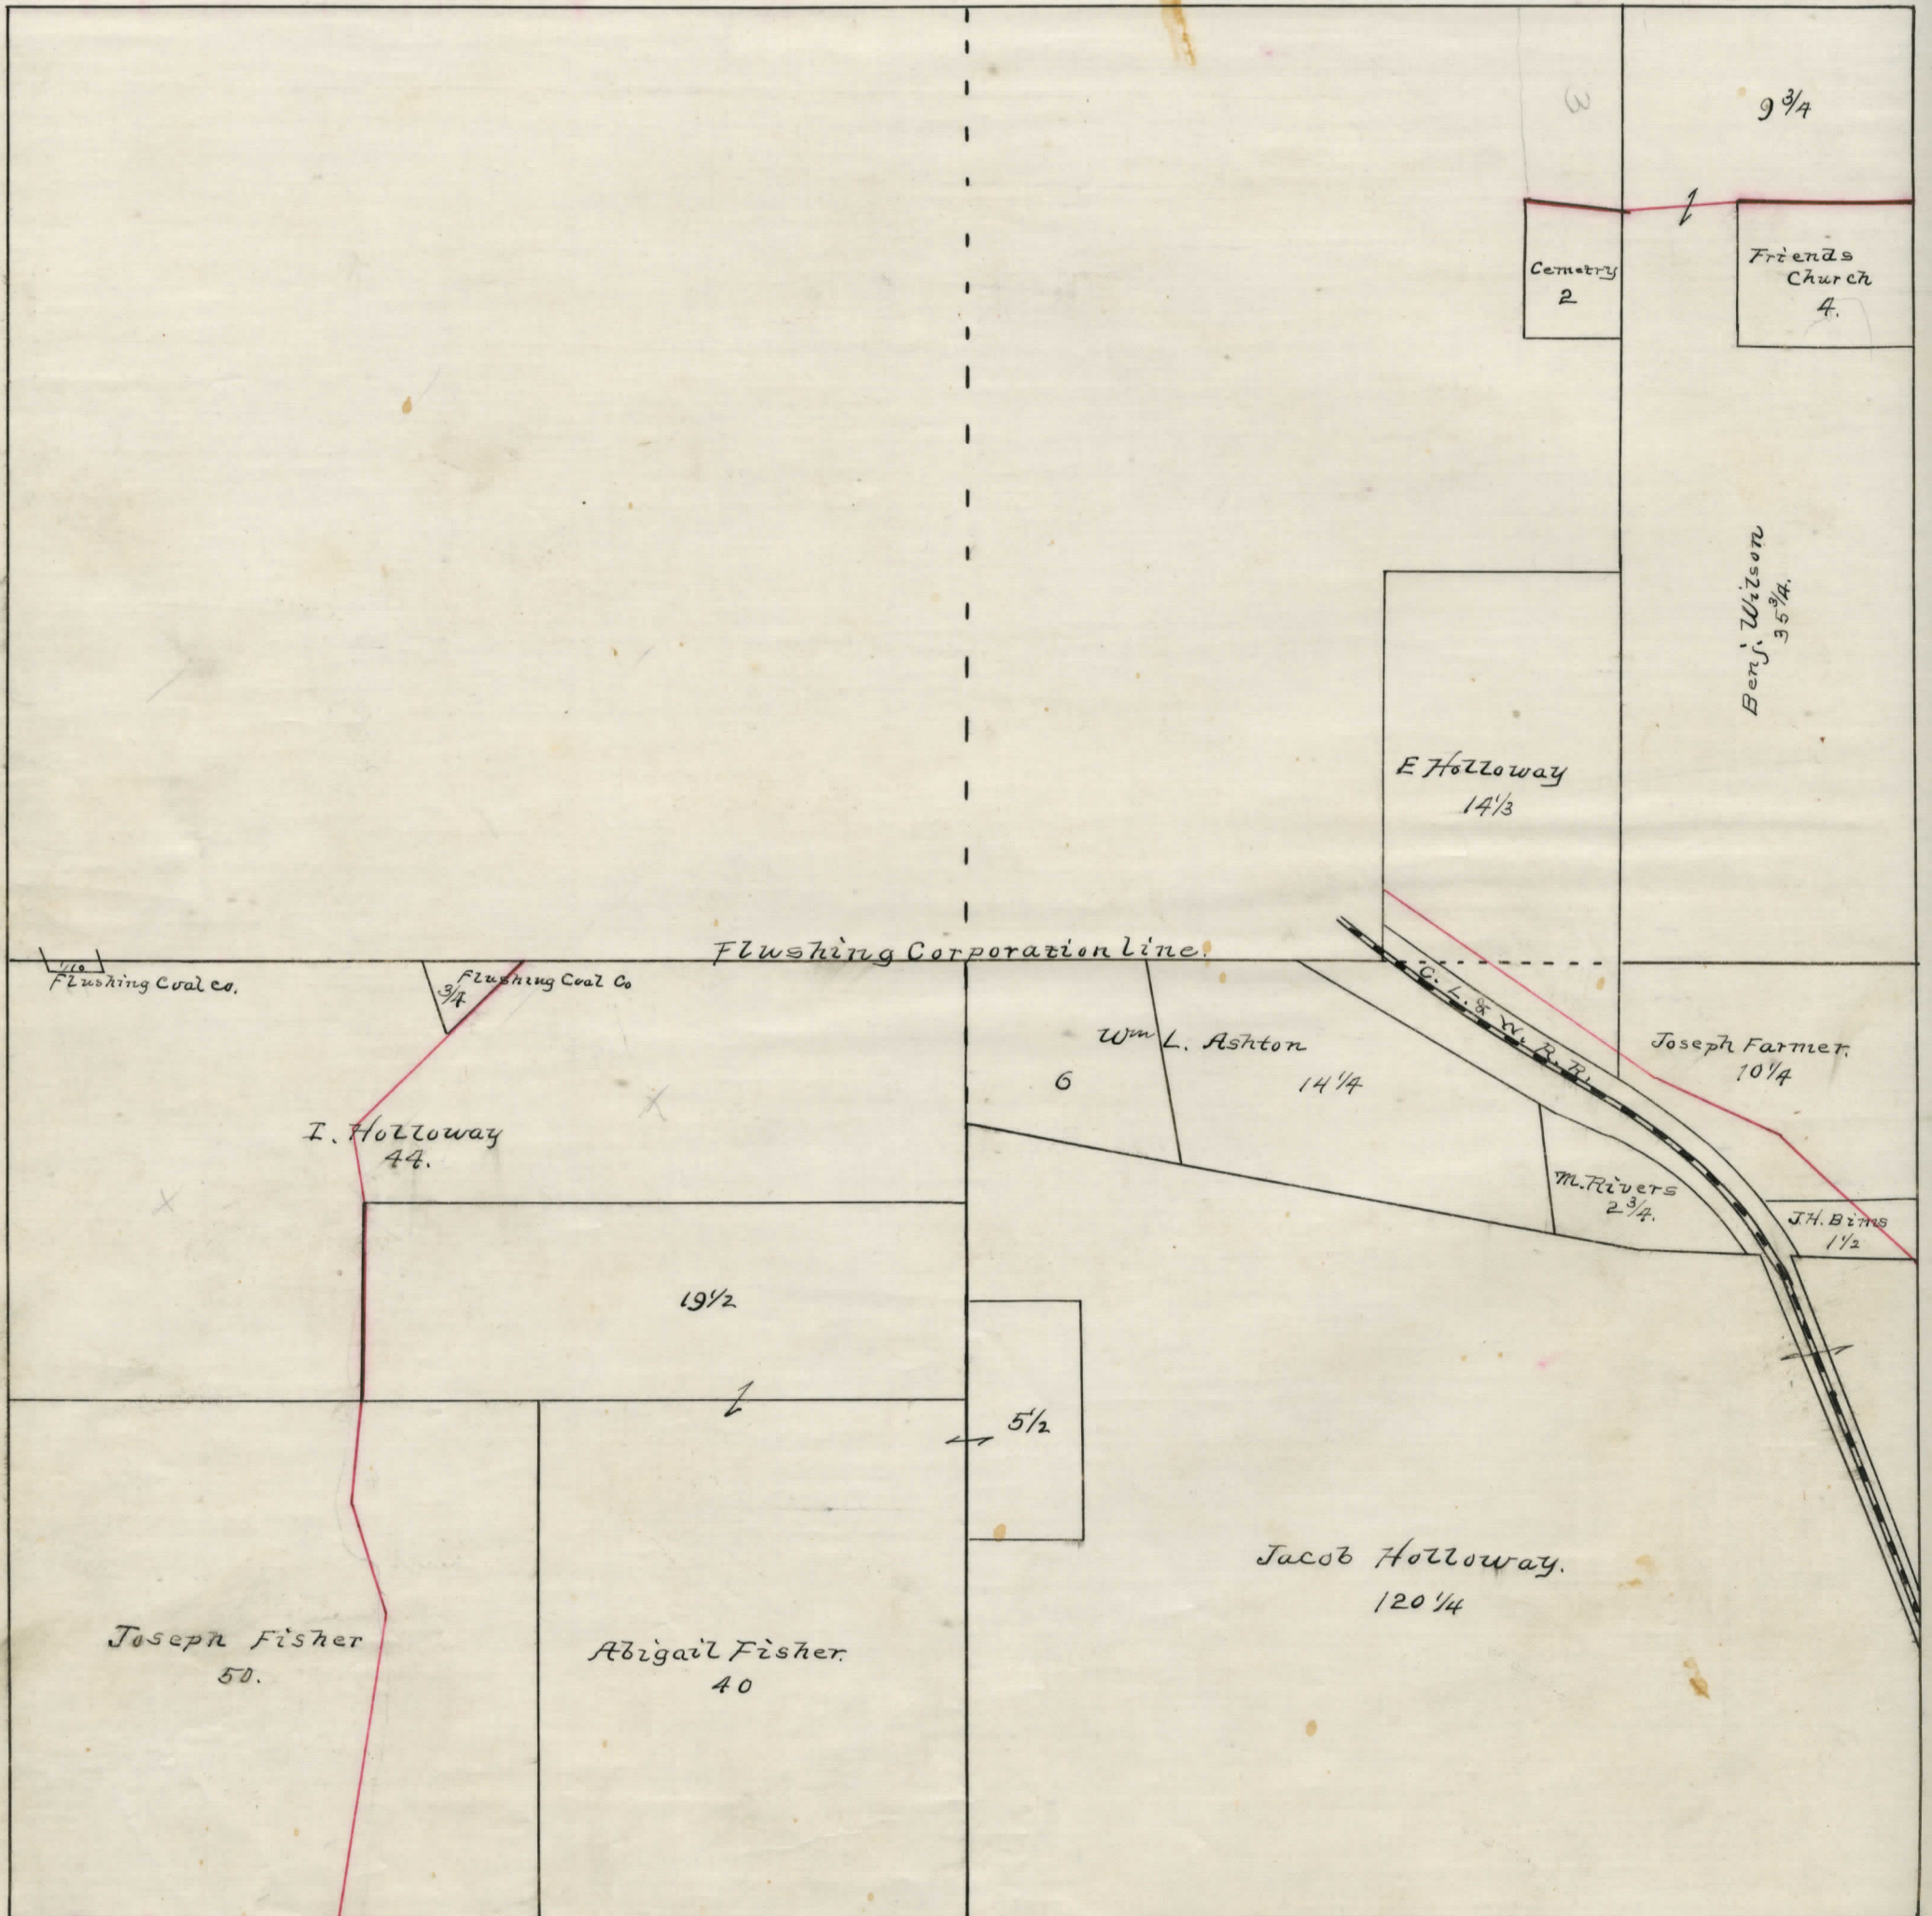 3
9 3/4
Cemetry
2
Friends
Church
4.
Benj. Wilson
35 3/4.
E Holloway
14 1/3
Flushing Corporation line.
1/10
Flushing Coal co.
3/4
Flushing Coal Co
C. L. & W. R. R.
Wm L. Ashton
6
14 1/4
Joseph Farmer.
10 1/4
I. Holloway
44.
M. Rivers
2 3/4.
J.H. Bims
1 1/2
19 1/2
5 1/2
Jacob Holloway.
120 1/4
Joseph Fisher
50.
Abigail Fisher.
40